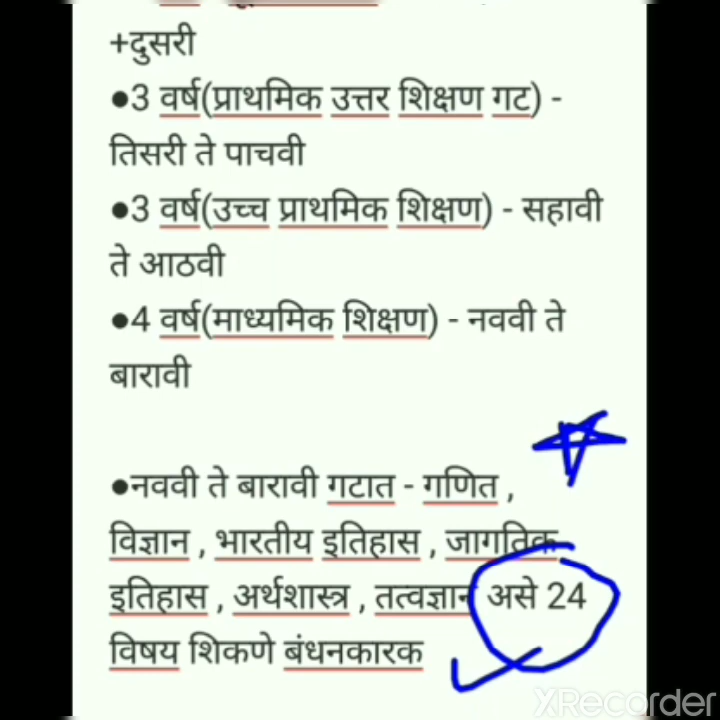 +दुसरी
●3 वर्ष(प्राथमिक उत्तर शिक्षण गट) -
तिसरी ते पाचवी
●3 वर्ष(उच्च प्राथमिक शिक्षण) - सहावी
ते आठवी
●4 वर्ष(माध्यमिक शिक्षण) - नववी ते
बारावी
●नववी ते बारावी गटात - गणित ,
विज्ञान , भारतीय इतिहास , जागतिक
इतिहास , अर्थशास्त्र , तत्वज्ञान असे 24
विषय शिकणे बंधनकारक
XRecorder